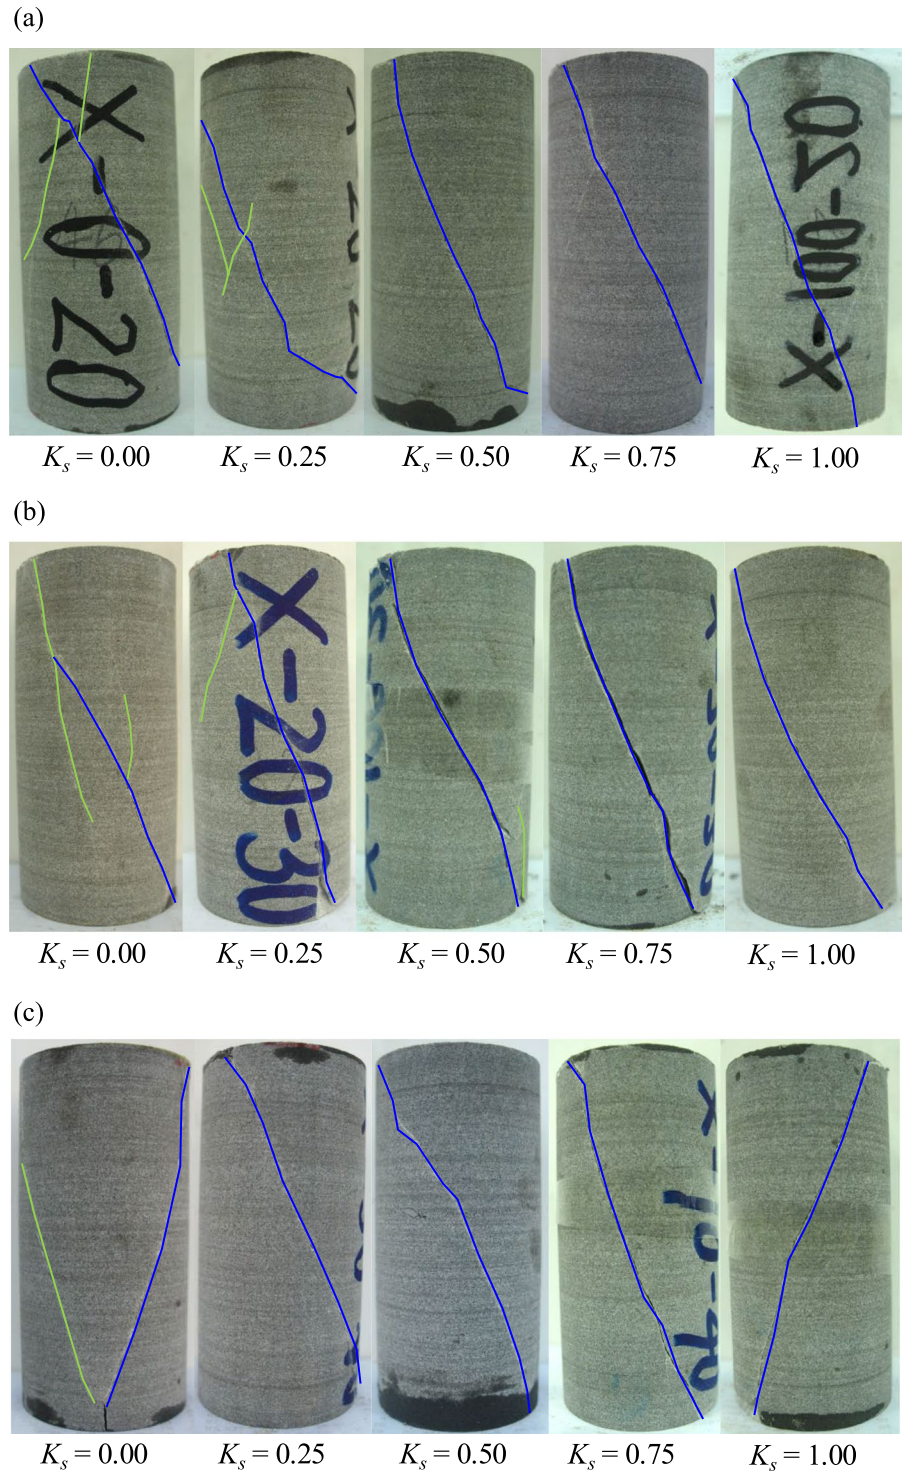 (a)
X-0-20
X-100-20
K_s = 0.00
K_s = 0.25
K_s = 0.50
K_s = 0.75
K_s = 1.00
(b)
X-20-30
K_s = 0.00
K_s = 0.25
K_s = 0.50
K_s = 0.75
K_s = 1.00
(c)
X-10-40
K_s = 0.00
K_s = 0.25
K_s = 0.50
K_s = 0.75
K_s = 1.00